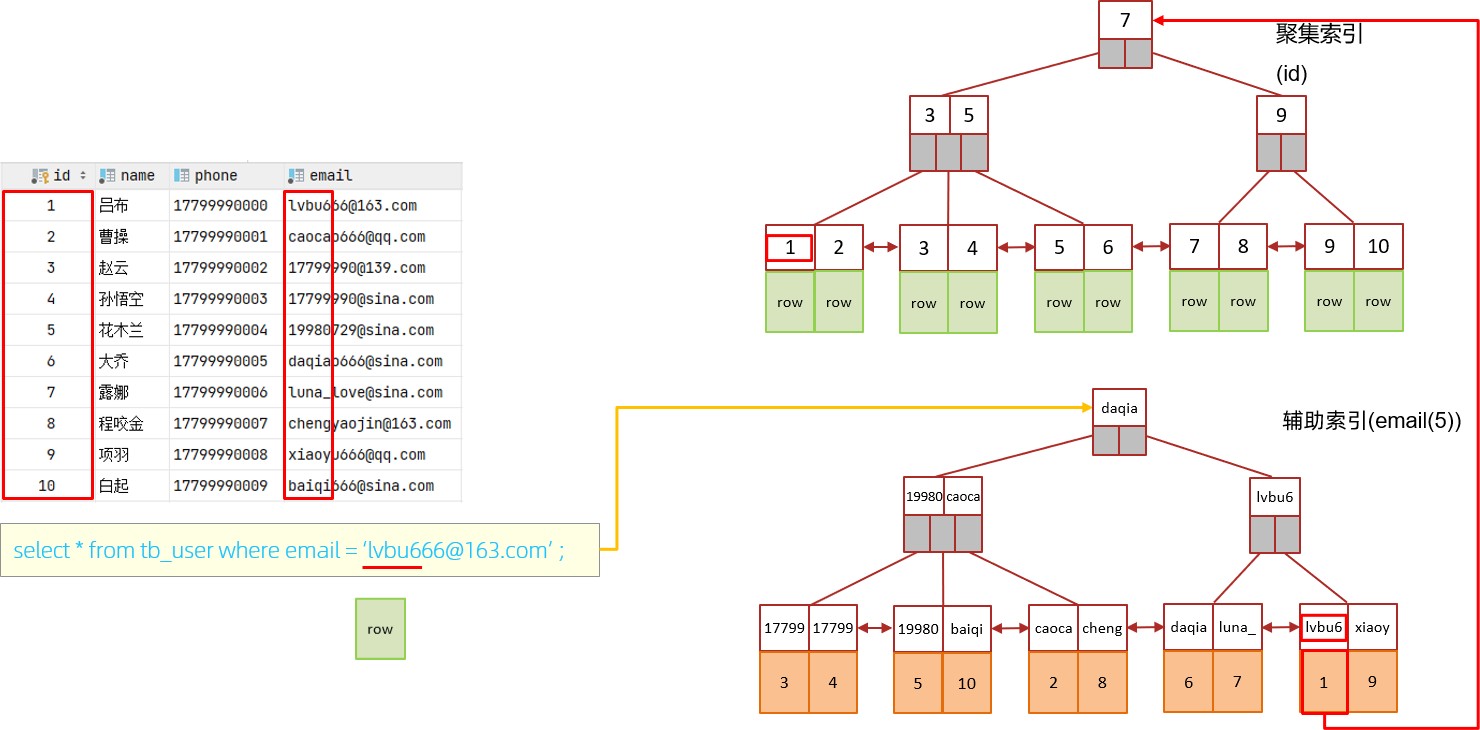 id name phone email
1 吕布 17799990000 lvbu666@163.com
2 曹操 17799990001 caocao666@qq.com
3 赵云 17799990002 17799990@139.com
4 孙悟空 17799990003 17799990@sina.com
5 花木兰 17799990004 19980729@sina.com
6 大乔 17799990005 daqiao666@sina.com
7 露娜 17799990006 luna_love@sina.com
8 程咬金 17799990007 chengyaojin@163.com
9 项羽 17799990008 xiaoyu666@qq.com
10 白起 17799990009 baiqi666@sina.com
select * from tb_user where email = ‘lvbu666@163.com’ ;
row
7
聚集索引
(id)
3 5 9
1 2 3 4 5 6 7 8 9 10
row row row row row row row row row row
daqia
辅助索引(email(5))
19980 caoca lvbu6
17799 17799 19980 baiqi caoca cheng daqia luna_ lvbu6 xiaoy
3 4 5 10 2 8 6 7 1 9